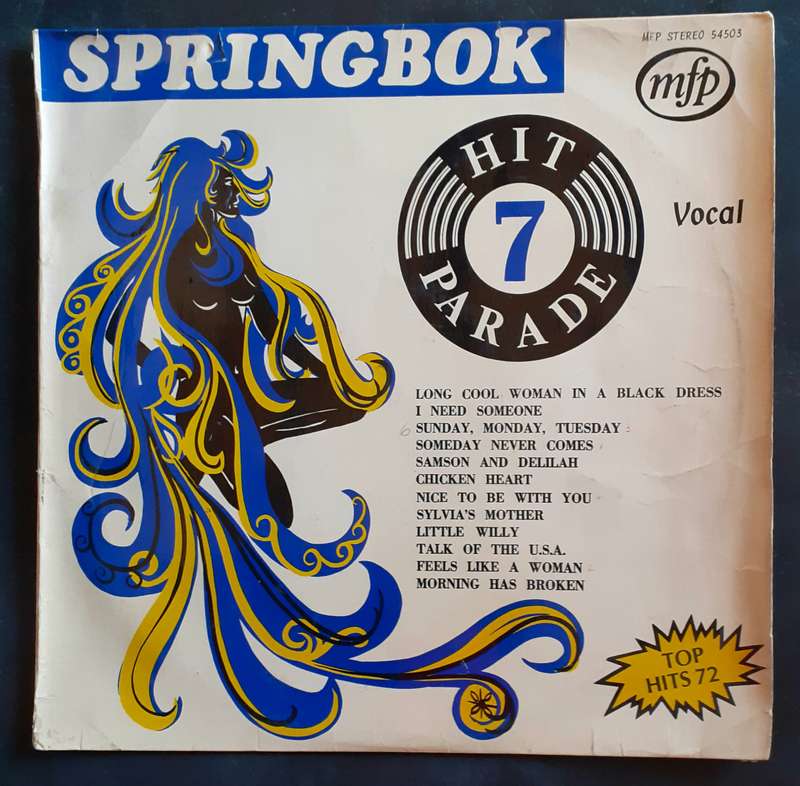 SPRINGBOK
MFP STEREO 54503
mfp
HIT
7
PARADE
Vocal
LONG COOL WOMAN IN A BLACK DRESS
I NEED SOMEONE
6 SUNDAY, MONDAY, TUESDAY
SOMEDAY NEVER COMES
SAMSON AND DELILAH
CHICKEN HEART
NICE TO BE WITH YOU
SYLVIA'S MOTHER
LITTLE WILLY
TALK OF THE U.S.A.
FEELS LIKE A WOMAN
MORNING HAS BROKEN
TOP
HITS 72